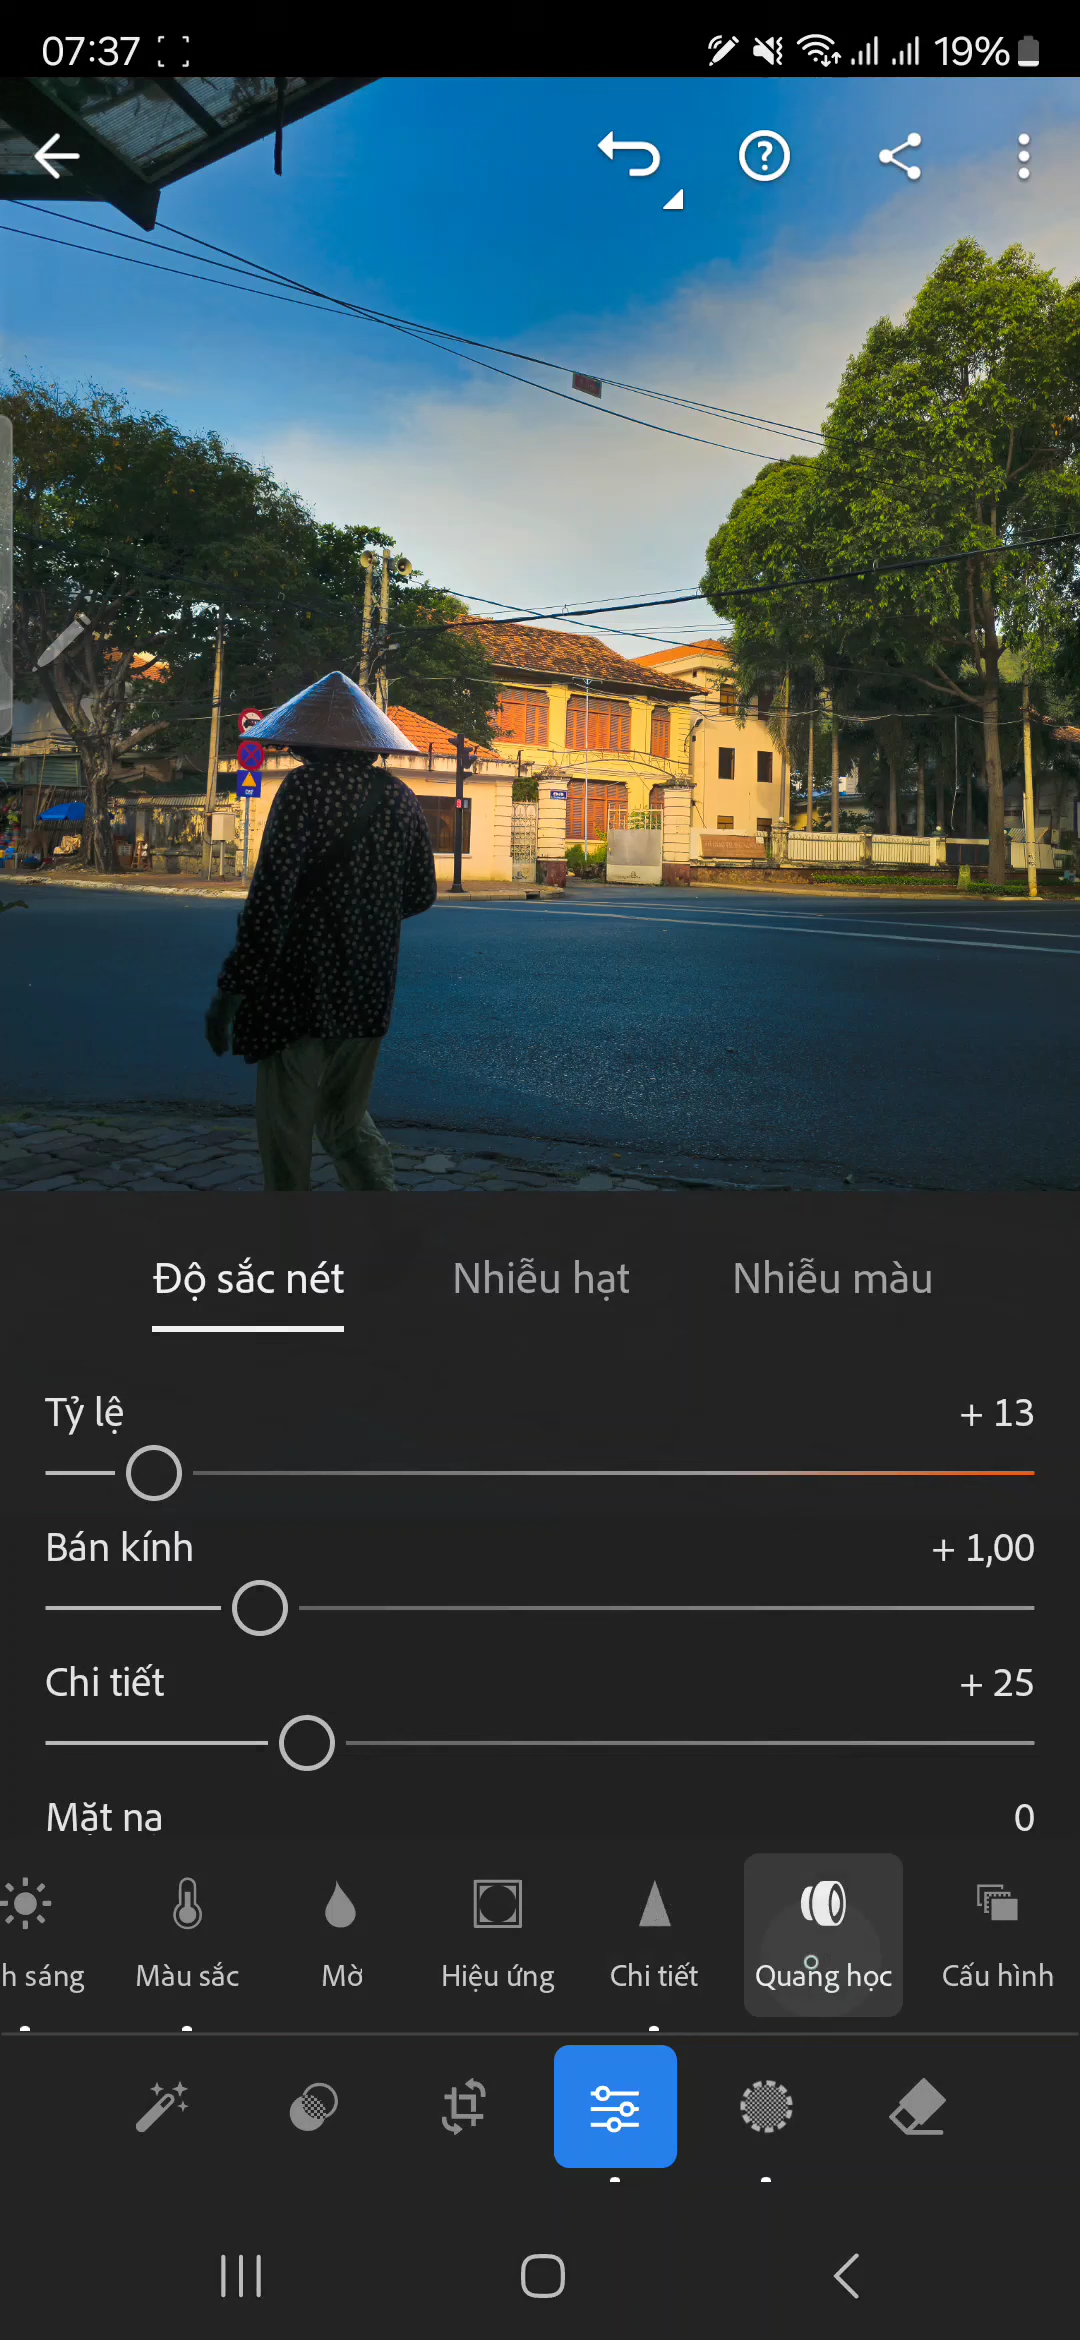 07:37
19%
Độ sắc nét
Nhiễu hạt
Nhiễu màu
Tỷ lệ
+ 13
Bán kính
+ 1,00
Chi tiết
+ 25
Mặt nạ
0
h sáng
Màu sắc
Mờ
Hiệu ứng
Chi tiết
Quang học
Cấu hình